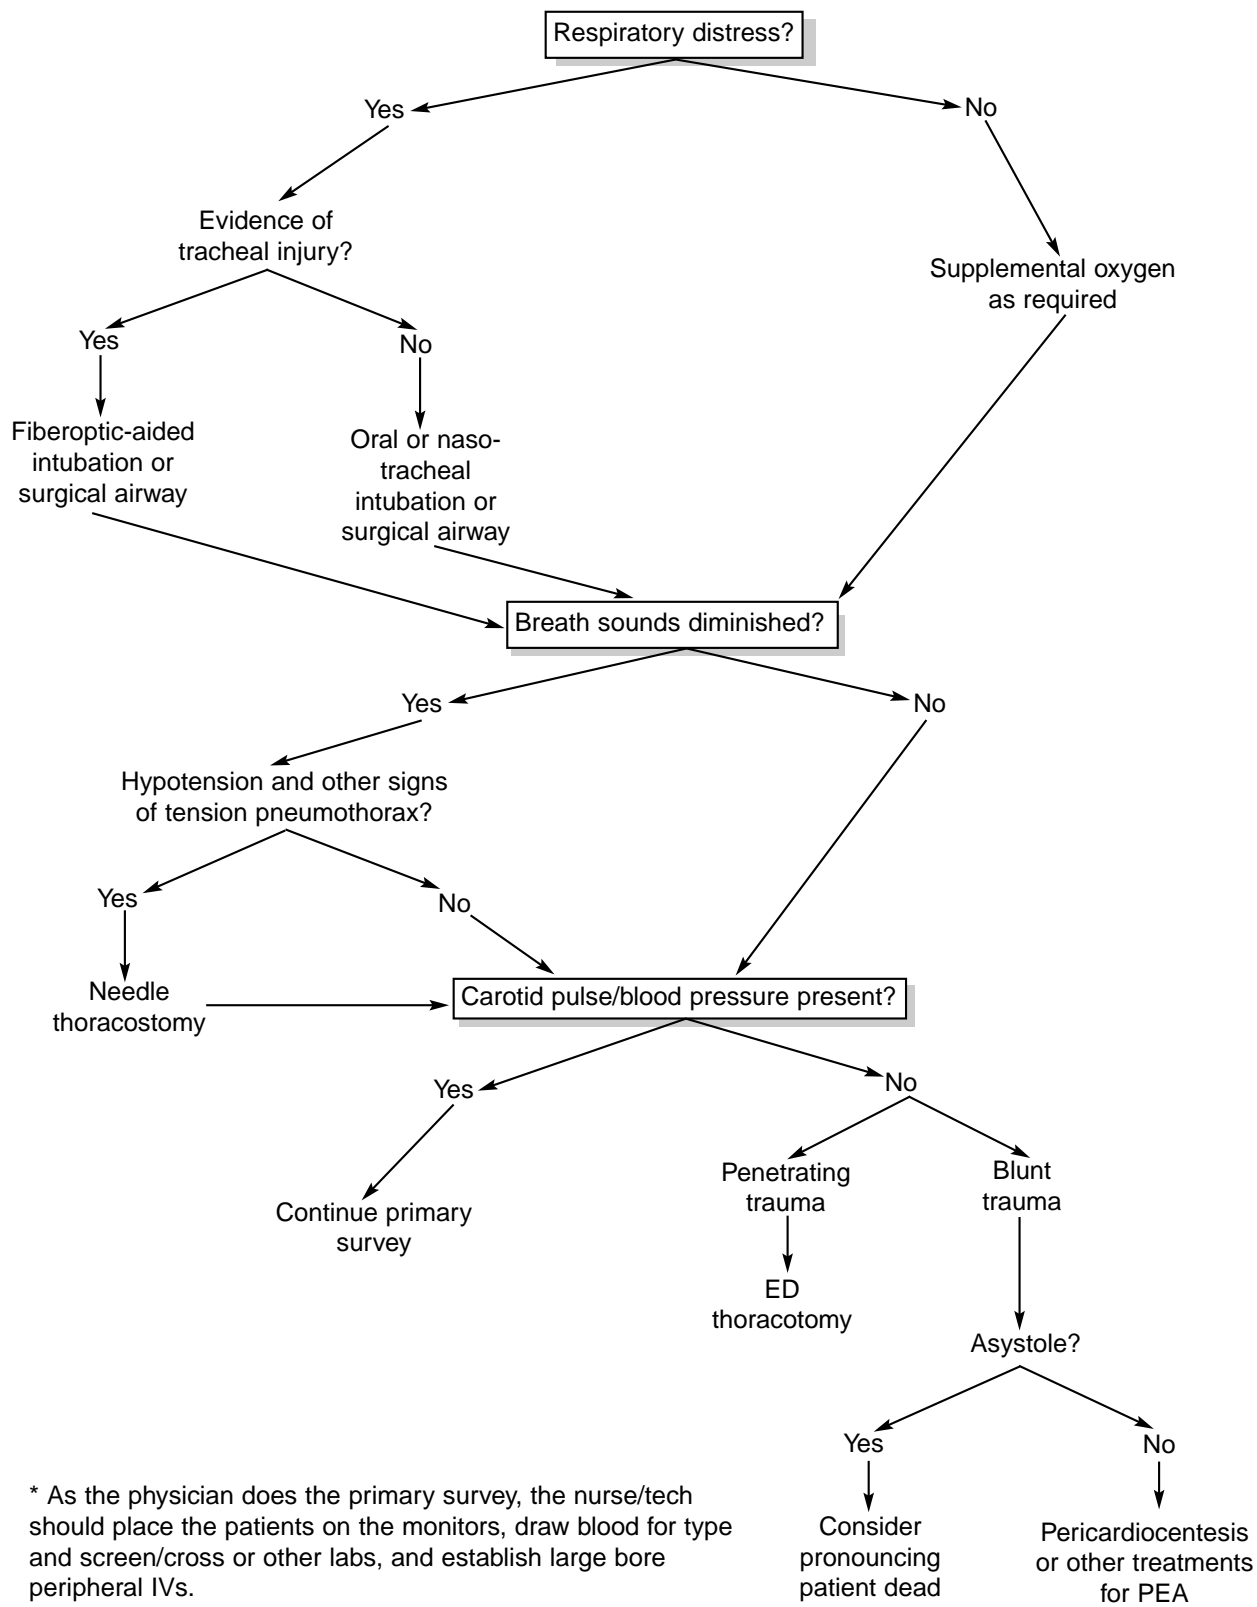 Respiratory distress?
Yes
No
Evidence of
tracheal injury?
Supplemental oxygen
as required
Yes
No
Fiberoptic-aided
intubation or
surgical airway
Oral or naso-
tracheal
intubation or
surgical airway
Breath sounds diminished?
Yes
No
Hypotension and other signs
of tension pneumothorax?
Yes
No
Needle
thoracostomy
Carotid pulse/blood pressure present?
Yes
No
Continue primary
survey
Penetrating
trauma
Blunt
trauma
ED
thoracotomy
Asystole?
Yes
No
Consider
pronouncing
patient dead
Pericardiocentesis
or other treatments
for PEA
* As the physician does the primary survey, the nurse/tech
should place the patients on the monitors, draw blood for type
and screen/cross or other labs, and establish large bore
peripheral IVs.